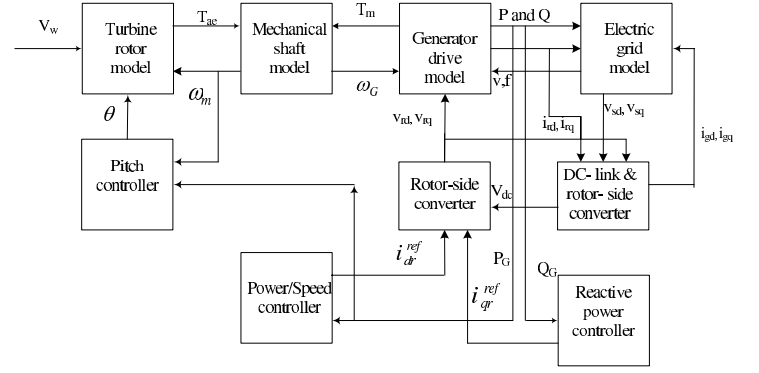 V_w
Turbine
rotor
model
T_ae
Mechanical
shaft
model
T_m
Generator
drive
model
P and Q
Electric
grid model
ω_m
ω_G
v,f
θ
v_rd, v_rq
i_rd, i_rq
v_sd, v_sq
i_gd, i_gq
Pitch
controller
Rotor-side
converter
V_dc
DC- link &
rotor- side
converter
i_dr^ref
P_G
Q_G
Power/Speed
controller
i_qr^ref
Reactive
power
controller